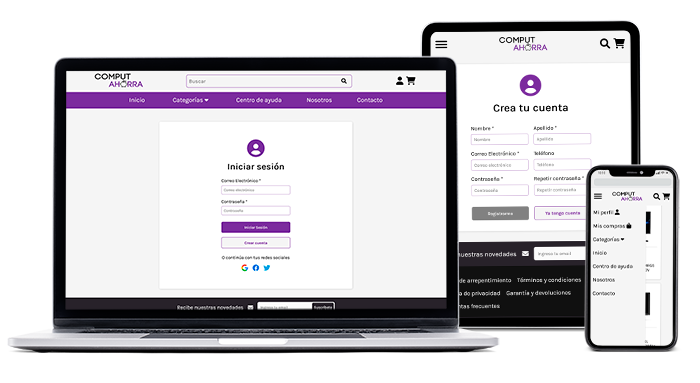 COMPUT
AHORRA
Buscar
Inicio
Categorías
Centro de ayuda
Nosotros
Contacto
Iniciar sesión
Correo Electrónico *
Correo electrónico
Contraseña *
Contraseña
Iniciar Sesión
Crear cuenta
O continúa con tus redes sociales
Recibe nuestras novedades
Ingresa tu email
Suscríbete
COMPUT
AHORRA
Crea tu cuenta
Nombre *
Apellido *
Nombre
Apellido
Correo Electrónico *
Teléfono
Correo electrónico
Teléfono
Contraseña *
Repetir contraseña *
Contraseña
Repetir contraseña
Registrarme
Ya tengo cuenta
nuestras novedades
Ingresa tu email
de arrepentimiento
Términos y condiciones
a de privacidad
Garantía y devoluciones
ntas frecuentes
COMPUT
AHORRA
Mi perfil
Mis compras
Categorías
Inicio
Centro de ayuda
Nosotros
Contacto